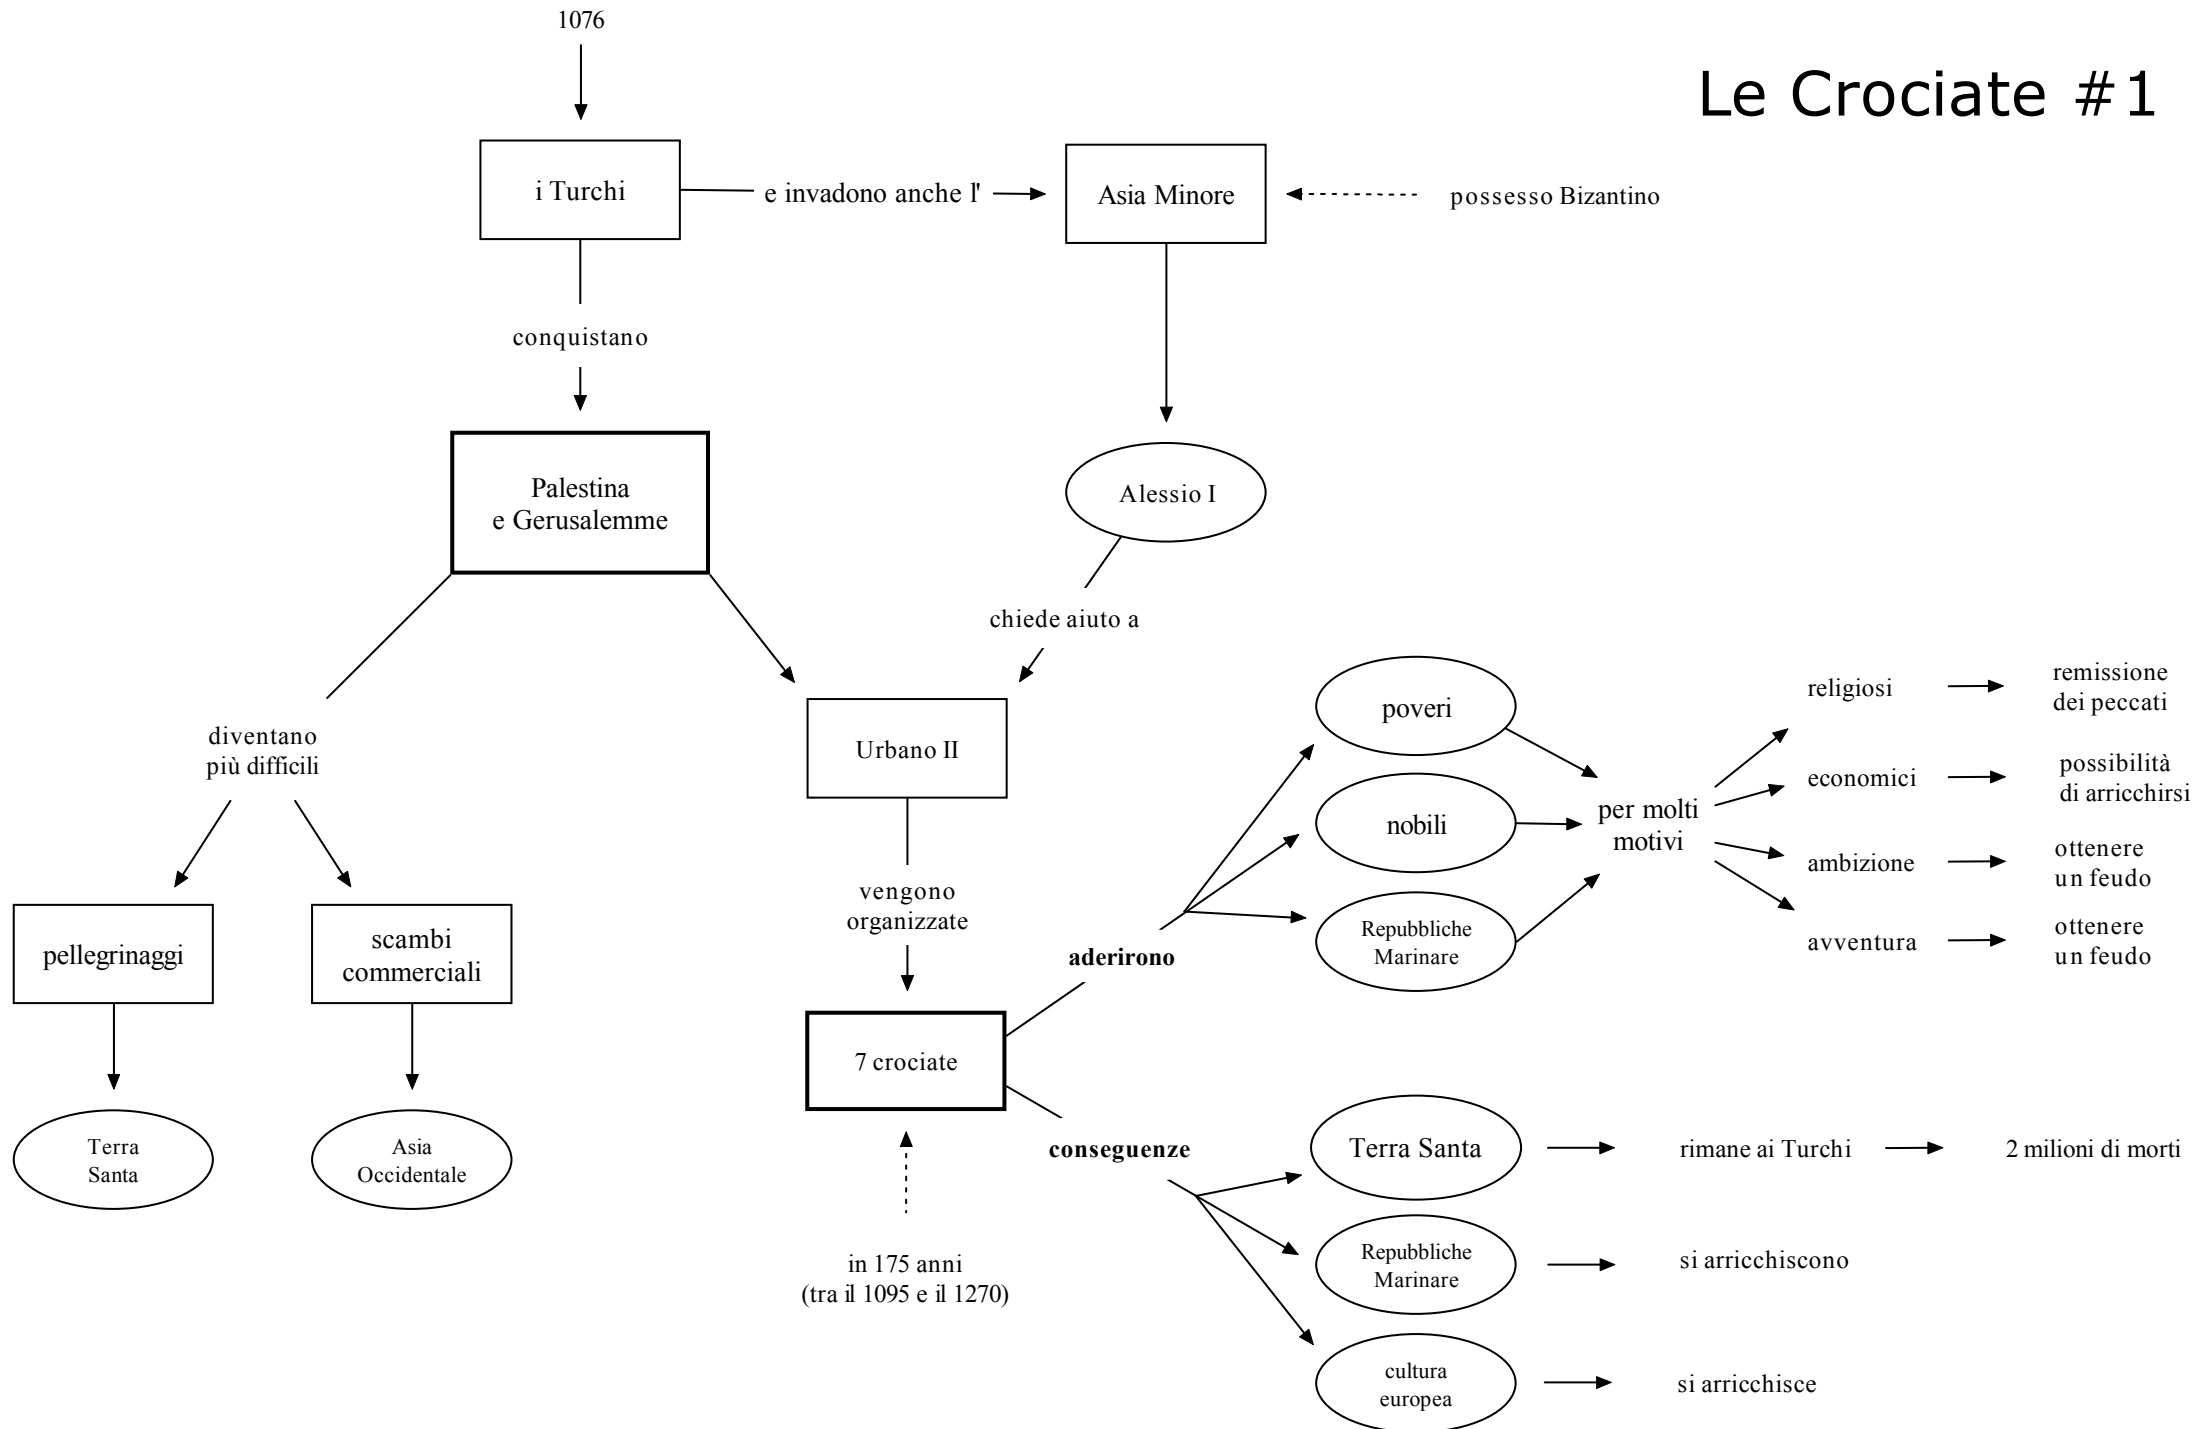 1076
Le Crociate #1
i Turchi
e invadono anche l'
Asia Minore
possesso Bizantino
conquistano
Palestina
e Gerusalemme
Alessio I
chiede aiuto a
diventano
più difficili
Urbano II
pellegrinaggi
scambi
commerciali
Terra
Santa
Asia
Occidentale
vengono
organizzate
7 crociate
in 175 anni
(tra il 1095 e il 1270)
aderirono
poveri
nobili
Repubbliche
Marinare
per molti
motivi
religiosi
remissione
dei peccati
economici
possibilità
di arricchirsi
ambizione
ottenere
un feudo
avventura
ottenere
un feudo
conseguenze
Terra Santa
rimane ai Turchi
2 milioni di morti
Repubbliche
Marinare
si arricchiscono
cultura
europea
si arricchisce